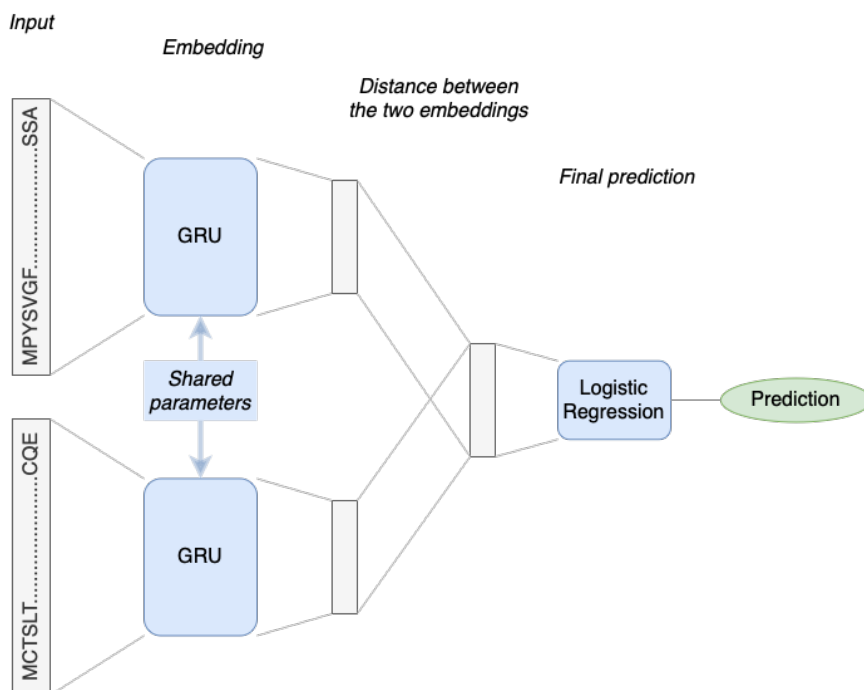 Input
Embedding
Distance between
the two embeddings
Final prediction
MPYSVGF..............SSA
GRU
Shared
parameters
Logistic
Regression
Prediction
MCTSLT................CQE
GRU